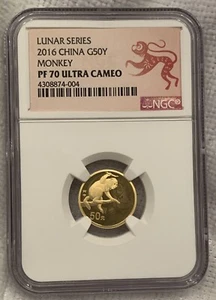 LUNAR SERIES
2016 CHINA G50Y
MONKEY
PF 70 ULTRA CAMEO
4308874-004
NGC
50元